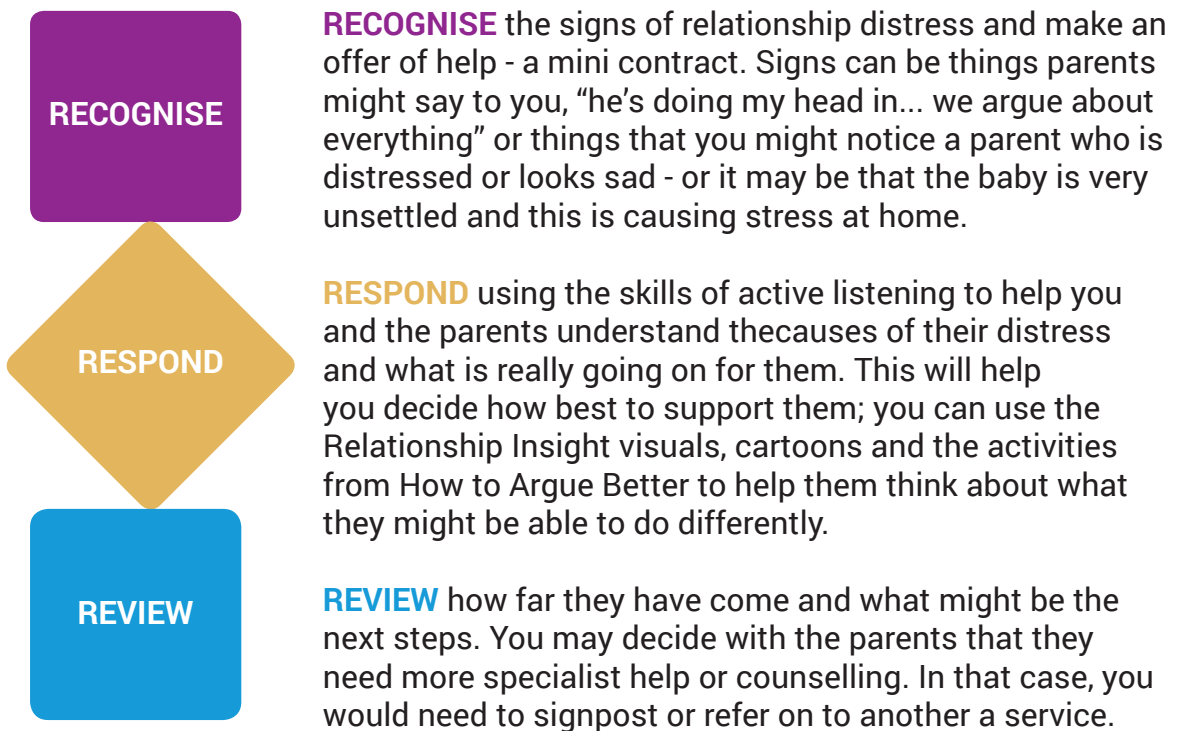 RECOGNISE
RECOGNISE the signs of relationship distress and make an
offer of help - a mini contract. Signs can be things parents
might say to you, “he’s doing my head in... we argue about
everything” or things that you might notice a parent who is
distressed or looks sad - or it may be that the baby is very
unsettled and this is causing stress at home.
RESPOND
RESPOND using the skills of active listening to help you
and the parents understand thecauses of their distress
and what is really going on for them. This will help
you decide how best to support them; you can use the
Relationship Insight visuals, cartoons and the activities
from How to Argue Better to help them think about what
they might be able to do differently.
REVIEW
REVIEW how far they have come and what might be the
next steps. You may decide with the parents that they
need more specialist help or counselling. In that case, you
would need to signpost or refer on to another a service.